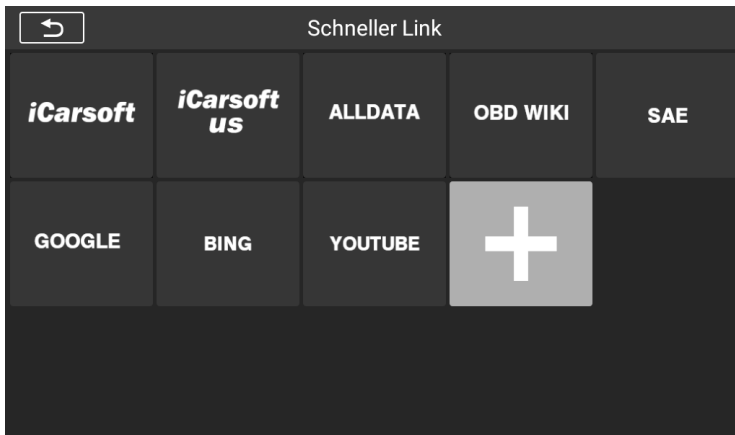 Schneller Link
iCarsoft
iCarsoft
us
ALLDATA
OBD WIKI
SAE
GOOGLE
BING
YOUTUBE